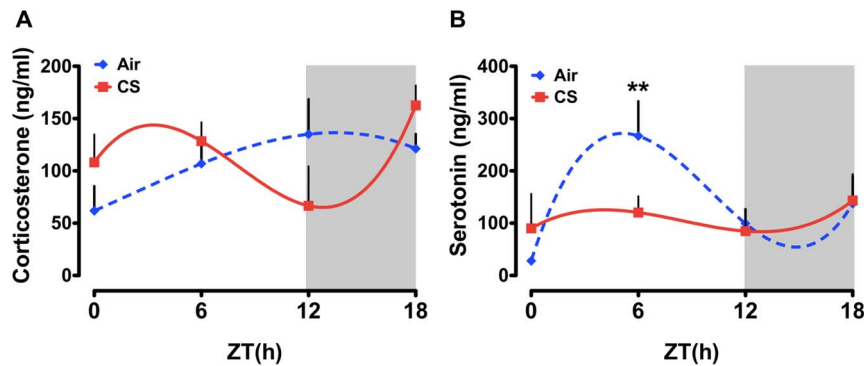 A
Corticosterone (ng/ml)
200
150
100
50
0
Air
CS
0 6 12 18
ZT(h)
B
Serotonin (ng/ml)
400
300
200
100
0
Air
CS
**
0 6 12 18
ZT(h)